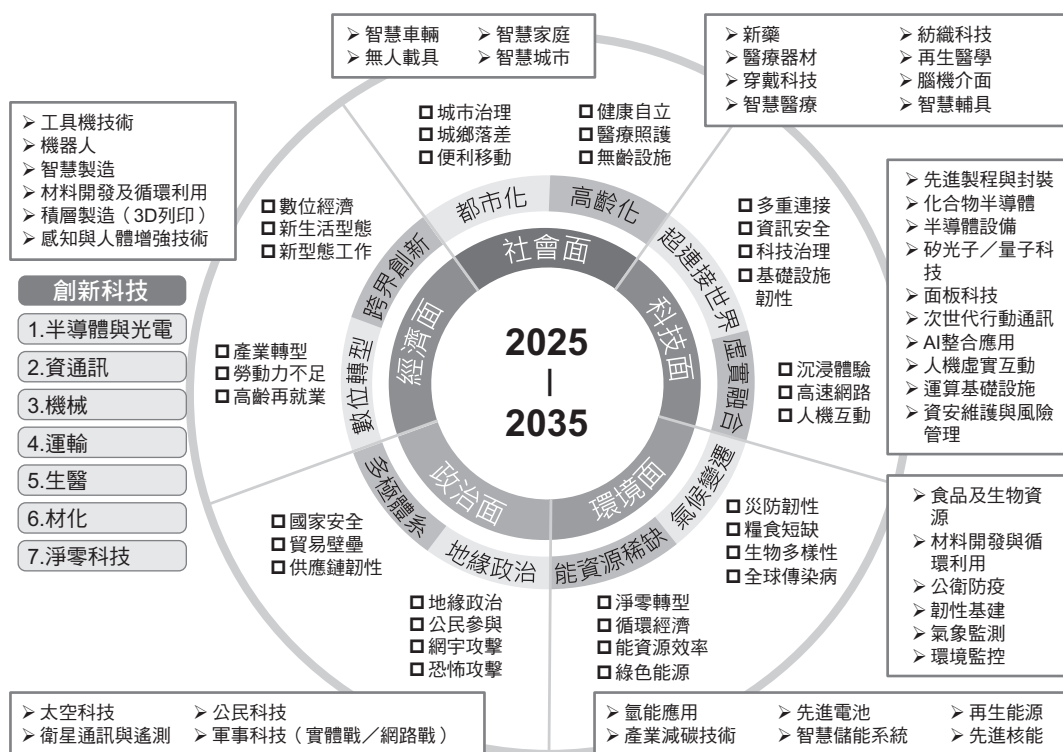 智慧車輛 智慧家庭
無人載具 智慧城市
新藥 紡織科技
醫療器材 再生醫學
穿戴科技 腦機介面
智慧醫療 智慧輔具
工具機技術
機器人
智慧製造
材料開發及循環利用
積層製造（3D列印）
感知與人體增強技術
城市治理
城鄉落差
便利移動
健康自立
醫療照護
無齡設施
數位經濟
新生活型態
新型態工作
多重連接
資訊安全
科技治理
基礎設施
韌性
先進製程與封裝
化合物半導體
半導體設備
矽光子／量子科
技
面板科技
次世代行動通訊
AI整合應用
人機虛實互動
運算基礎設施
資安維護與風險
管理
都市化
高齡化
超連接世界
虛實融合
氣候變遷
能資源稀缺
地緣政治
多極體系
數位轉型
跨界創新
社會面
科技面
環境面
政治面
經濟面
2025
|
2035
創新科技
1.半導體與光電
2.資通訊
3.機械
4.運輸
5.生醫
6.材化
7.淨零科技
產業轉型
勞動力不足
高齡再就業
沉浸體驗
高速網路
人機互動
國家安全
貿易壁壘
供應鏈韌性
災防韌性
糧食短缺
生物多樣性
全球傳染病
食品及生物資
源
材料開發與循
環利用
公衛防疫
韌性基建
氣象監測
環境監控
地緣政治
公民參與
網宇攻擊
恐怖攻擊
淨零轉型
循環經濟
能資源效率
綠色能源
太空科技 公民科技
衛星通訊與遙測 軍事科技（實體戰／網路戰）
氫能應用 先進電池 再生能源
產業減碳技術 智慧儲能系統 先進核能